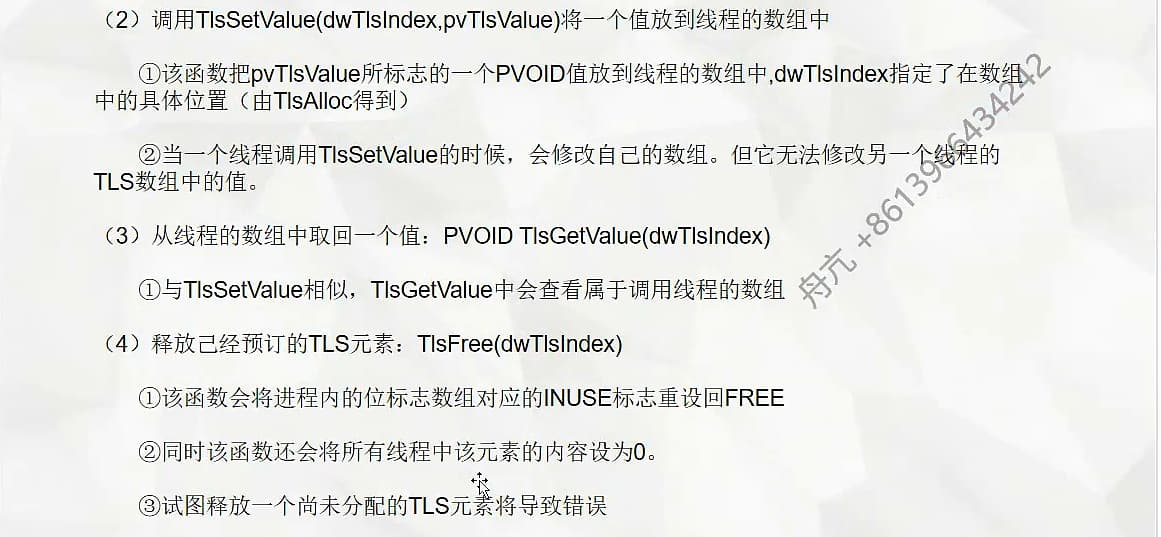 （2）调用TlsSetValue(dwTlsIndex,pvTlsValue)将一个值放到线程的数组中
①该函数把pvTlsValue所标志的一个PVOID值放到线程的数组中,dwTlsIndex指定了在数组
中的具体位置（由TlsAlloc得到）
②当一个线程调用TlsSetValue的时候，会修改自己的数组。但它无法修改另一个线程的
TLS数组中的值。
（3）从线程的数组中取回一个值：PVOID TlsGetValue(dwTlsIndex)
①与TlsSetValue相似，TlsGetValue中会查看属于调用线程的数组
（4）释放己经预订的TLS元素：TlsFree(dwTlsIndex)
①该函数会将进程内的位标志数组对应的INUSE标志重设回FREE
②同时该函数还会将所有线程中该元素的内容设为0。
③试图释放一个尚未分配的TLS元素将导致错误